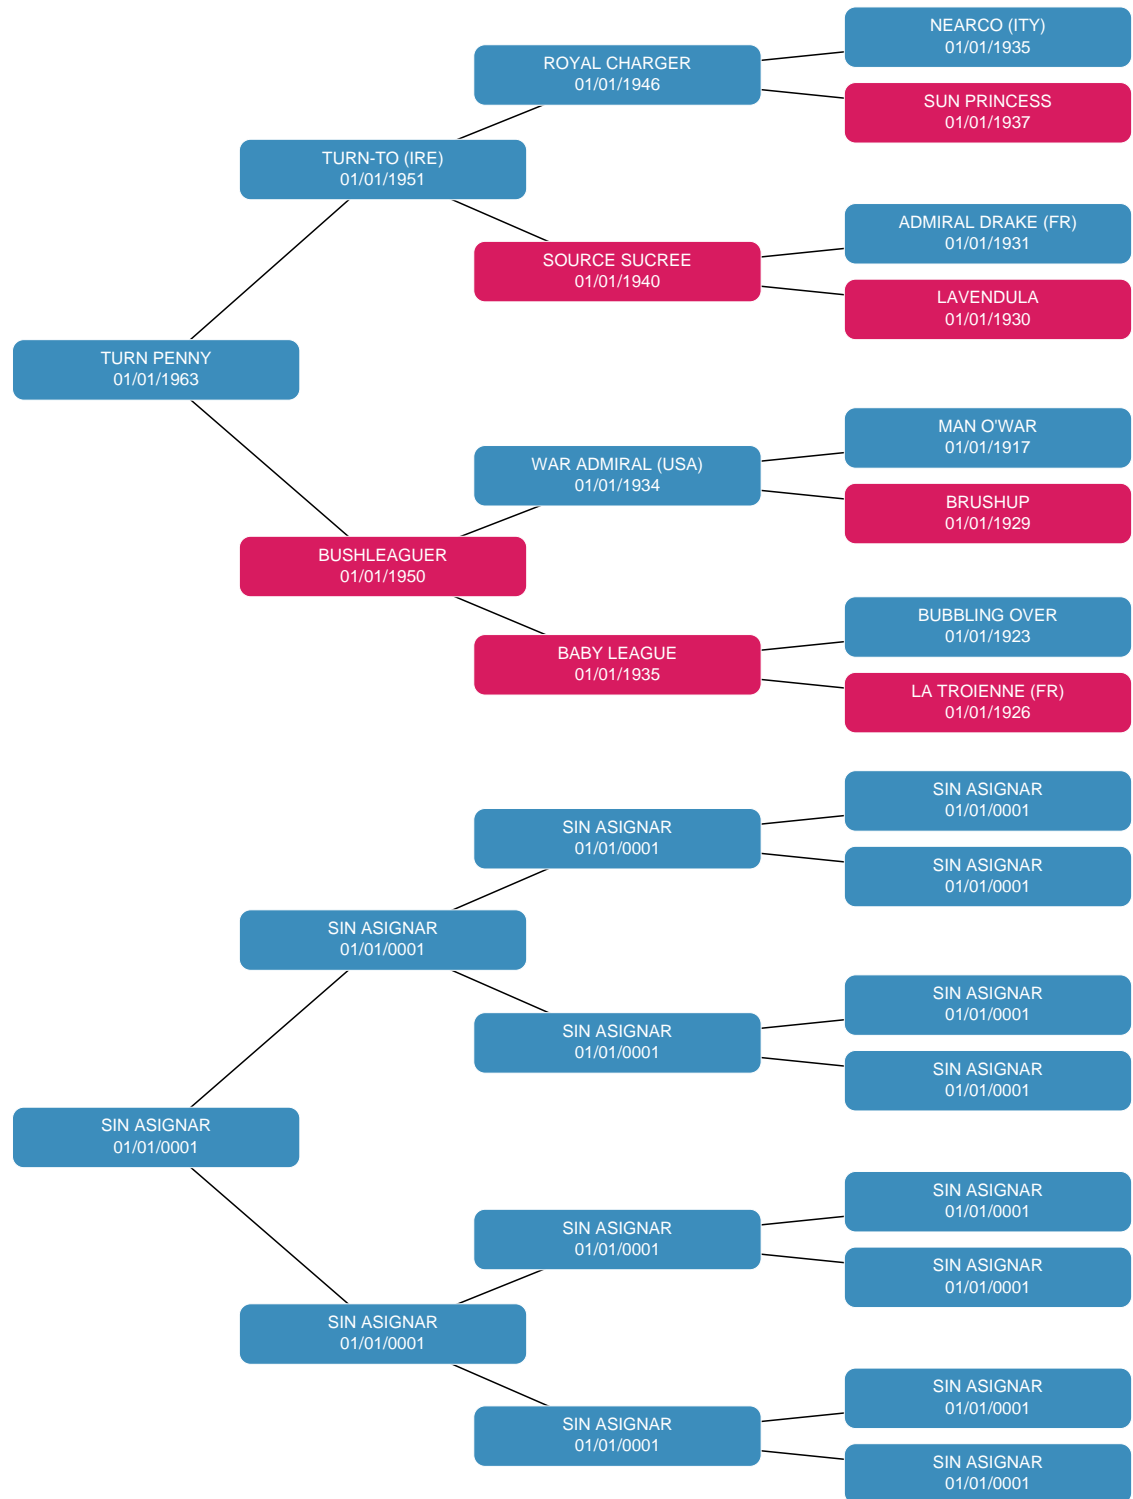 NEARCO (ITY)
01/01/1935
ROYAL CHARGER
01/01/1946
SUN PRINCESS
01/01/1937
TURN-TO (IRE)
01/01/1951
ADMIRAL DRAKE (FR)
01/01/1931
SOURCE SUCREE
01/01/1940
LAVENDULA
01/01/1930
TURN PENNY
01/01/1963
MAN O'WAR
01/01/1917
WAR ADMIRAL (USA)
01/01/1934
BRUSHUP
01/01/1929
BUSHLEAGUER
01/01/1950
BUBBLING OVER
01/01/1923
BABY LEAGUE
01/01/1935
LA TROIENNE (FR)
01/01/1926
SIN ASIGNAR
01/01/0001
SIN ASIGNAR
01/01/0001
SIN ASIGNAR
01/01/0001
SIN ASIGNAR
01/01/0001
SIN ASIGNAR
01/01/0001
SIN ASIGNAR
01/01/0001
SIN ASIGNAR
01/01/0001
SIN ASIGNAR
01/01/0001
SIN ASIGNAR
01/01/0001
SIN ASIGNAR
01/01/0001
SIN ASIGNAR
01/01/0001
SIN ASIGNAR
01/01/0001
SIN ASIGNAR
01/01/0001
SIN ASIGNAR
01/01/0001
SIN ASIGNAR
01/01/0001